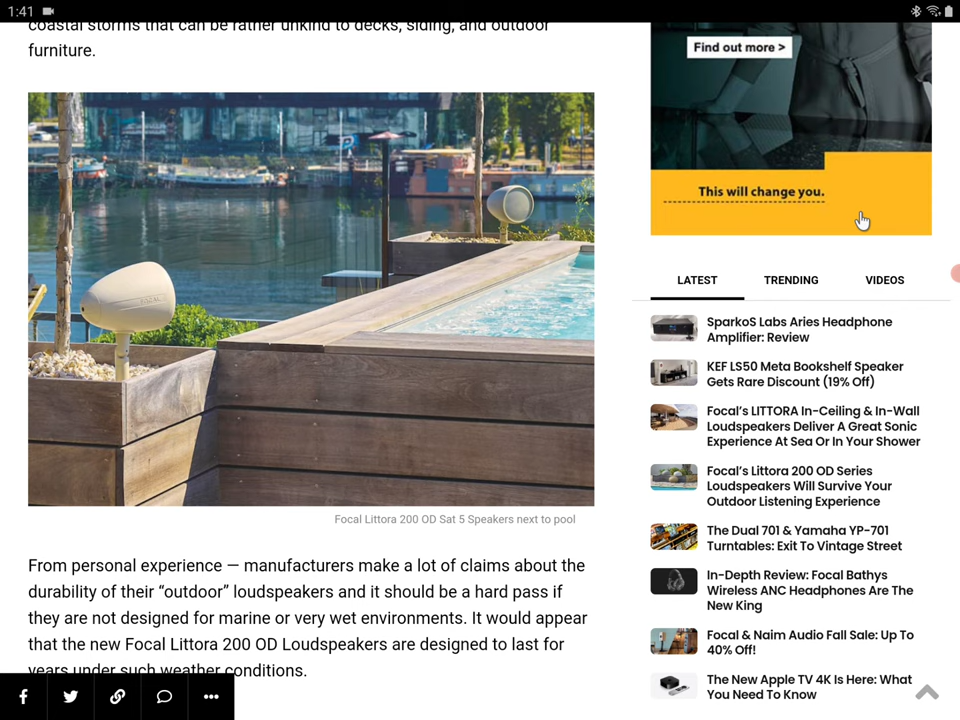 1:41
coastal storms that can be rather unkind to decks, siding, and outdoor
furniture.
Focal Littora 200 OD Sat 5 Speakers next to pool
From personal experience — manufacturers make a lot of claims about the
durability of their “outdoor” loudspeakers and it should be a hard pass if
they are not designed for marine or very wet environments. It would appear
that the new Focal Littora 200 OD Loudspeakers are designed to last for
years under such weather conditions.
Find out more >
This will change you.
LATEST
TRENDING
VIDEOS
SparkoS Labs Aries Headphone
Amplifier: Review
KEF LS50 Meta Bookshelf Speaker
Gets Rare Discount (19% Off)
Focal’s LITTORA In-Ceiling & In-Wall
Loudspeakers Deliver A Great Sonic
Experience At Sea Or In Your Shower
Focal’s Littora 200 OD Series
Loudspeakers Will Survive Your
Outdoor Listening Experience
The Dual 701 & Yamaha YP-701
Turntables: Exit To Vintage Street
In-Depth Review: Focal Bathys
Wireless ANC Headphones Are The
New King
Focal & Naim Audio Fall Sale: Up To
40% Off!
The New Apple TV 4K Is Here: What
You Need To Know